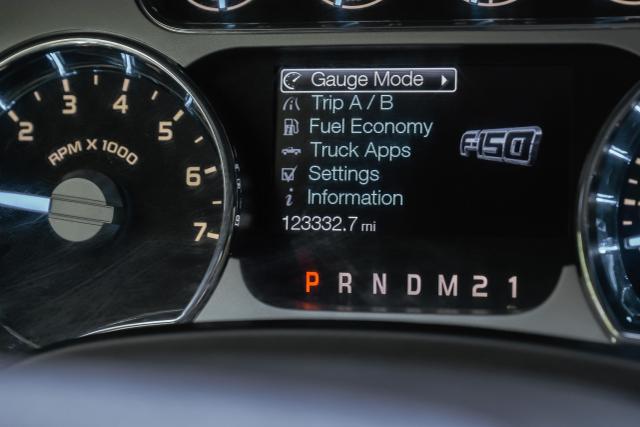 Gauge Mode
Trip A / B
Fuel Economy
Truck Apps
Settings
Information
123332.7 mi
F-150
P R N D M 2 1
2 3 4 5 6 7
RPM X 1000